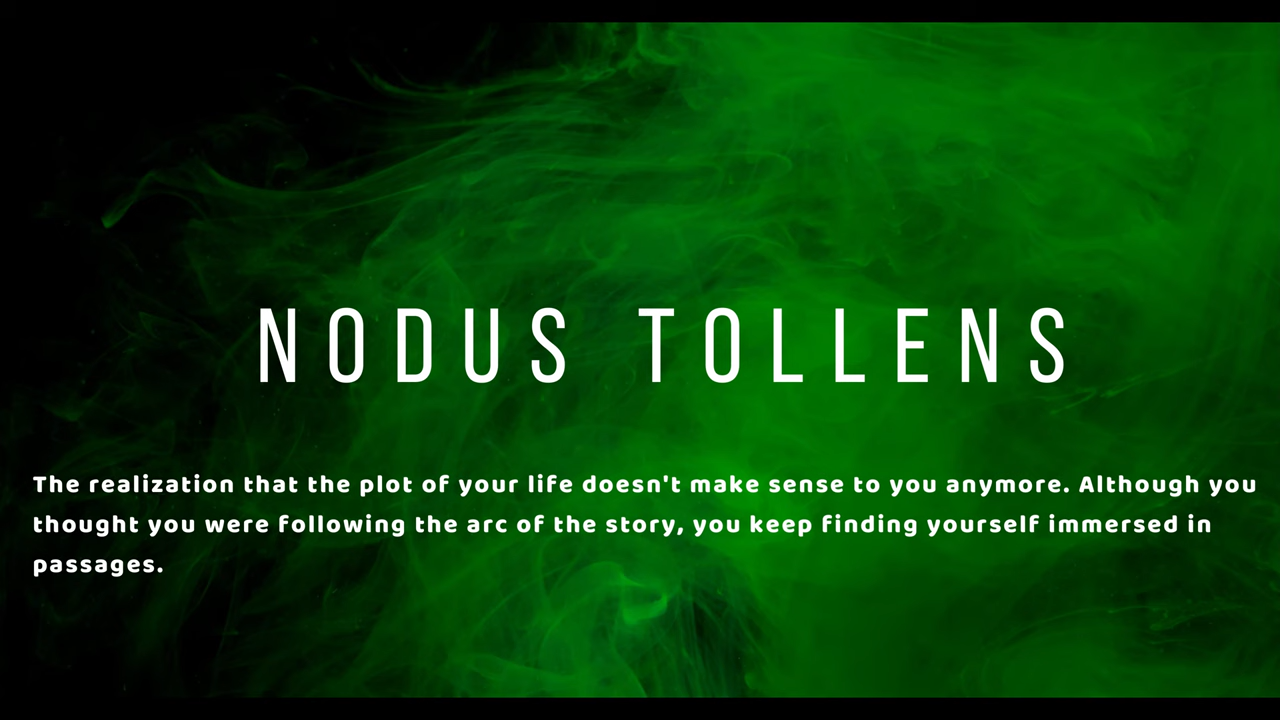 NODUS TOLLENS
The realization that the plot of your life doesn't make sense to you anymore. Although you
thought you were following the arc of the story, you keep finding yourself immersed in
passages.